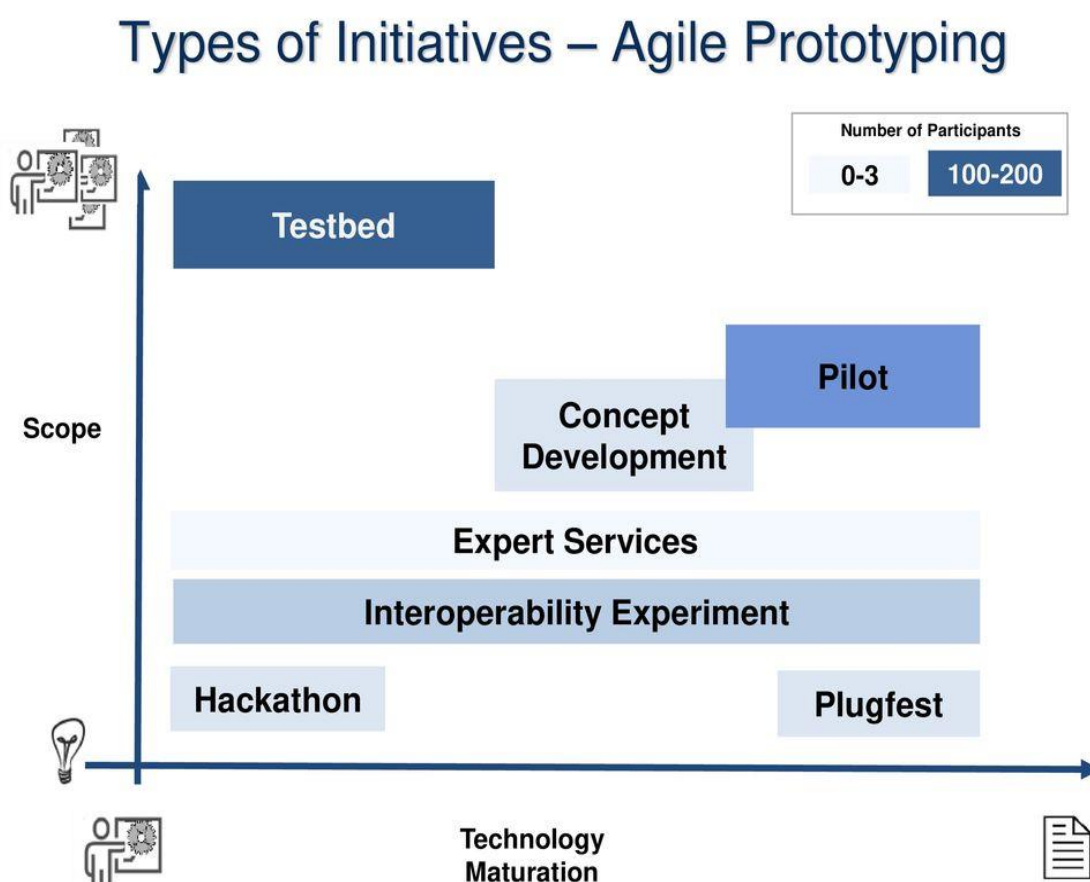 Types of Initiatives – Agile Prototyping
Number of Participants
0-3
100-200
Testbed
Pilot
Scope
Concept
Development
Expert Services
Interoperability Experiment
Hackathon
Plugfest
Technology
Maturation